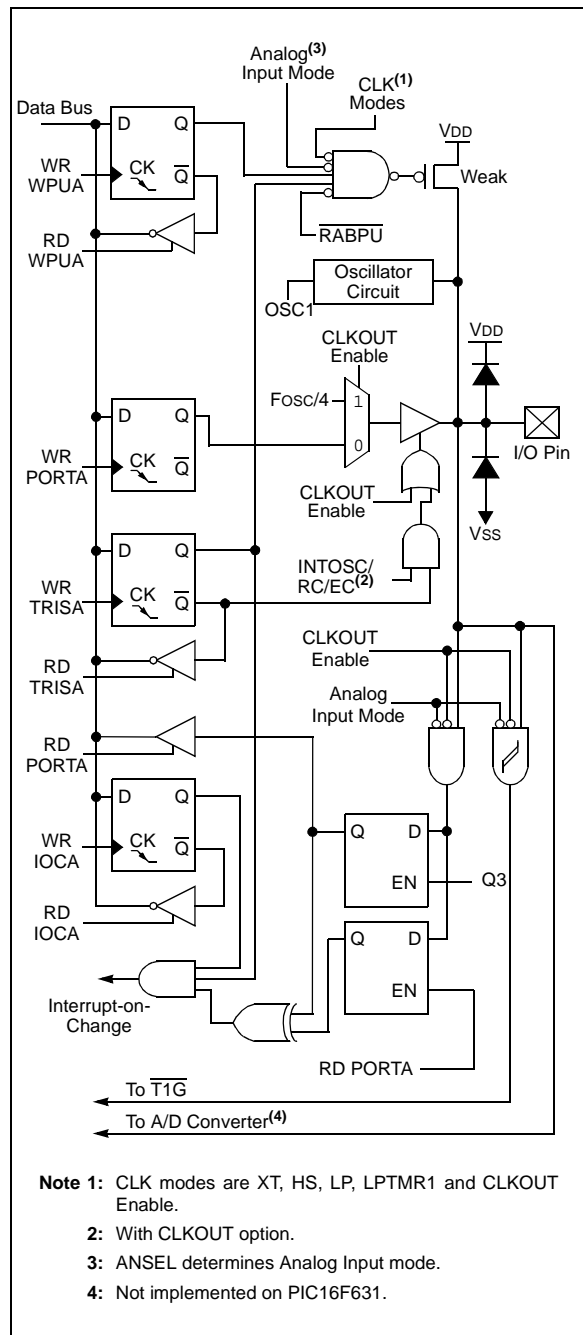 Analog(3)
Input Mode
CLK(1)
Modes
Data Bus
VDD
D Q
WR
WPUA
CK Q
Weak
RD
WPUA
RABPU
Oscillator
Circuit
OSC1
CLKOUT
Enable
VDD
FOSC/4
1
D Q
0
I/O Pin
WR
PORTA
CK Q
CLKOUT
Enable
VSS
D Q
INTOSC/
RC/EC(2)
WR
TRISA
CK Q
CLKOUT
Enable
RD
TRISA
Analog
Input Mode
RD
PORTA
D Q
Q D
WR
IOCA
CK Q
EN
Q3
RD
IOCA
Q D
Interrupt-on-
Change
EN
RD PORTA
To T1G
To A/D Converter(4)
Note 1: CLK modes are XT, HS, LP, LPTMR1 and CLKOUT
Enable.
2: With CLKOUT option.
3: ANSEL determines Analog Input mode.
4: Not implemented on PIC16F631.